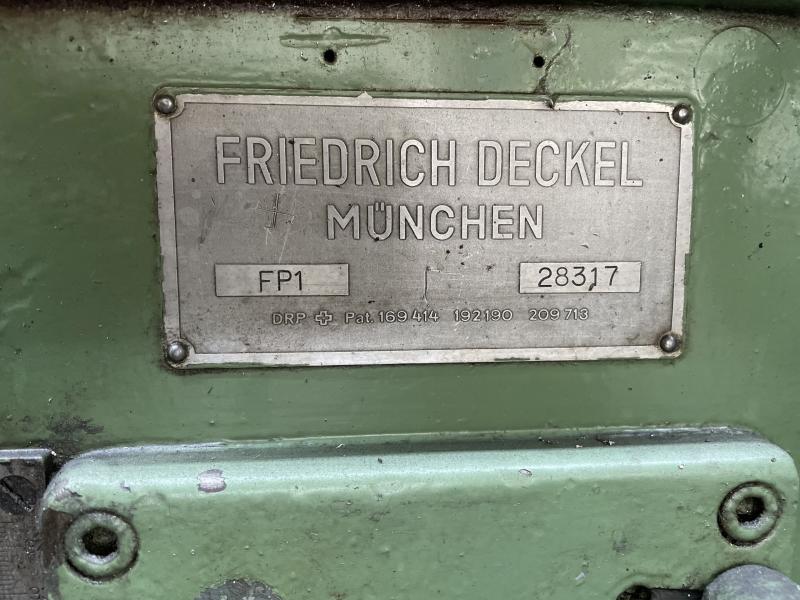 FRIEDRICH DECKEL
MÜNCHEN
FP1 28317
DRP Pat. 169 414 192190 209 713